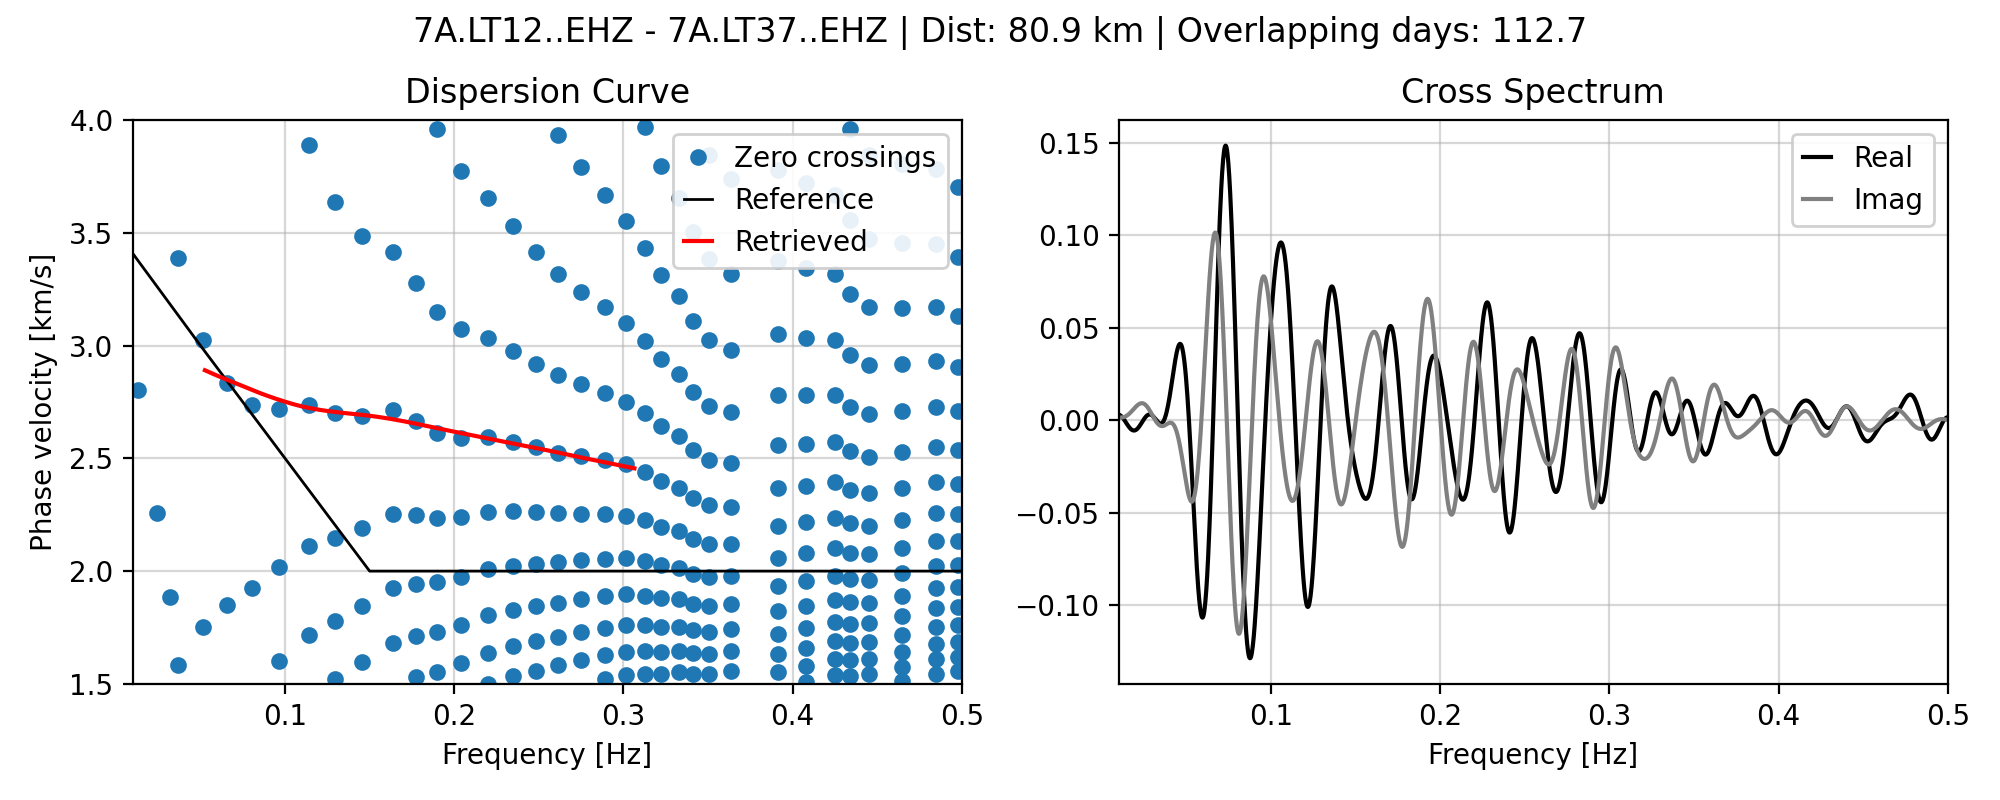 7A.LT12..EHZ - 7A.LT37..EHZ | Dist: 80.9 km | Overlapping days: 112.7
Dispersion Curve
4.0
3.5
3.0
2.5
2.0
1.5
Phase velocity [km/s]
Zero crossings
Reference
Retrieved
0.1
0.2
0.3
0.4
0.5
Frequency [Hz]
Cross Spectrum
0.15
0.10
0.05
0.00
−0.05
−0.10
Real
Imag
0.1
0.2
0.3
0.4
0.5
Frequency [Hz]